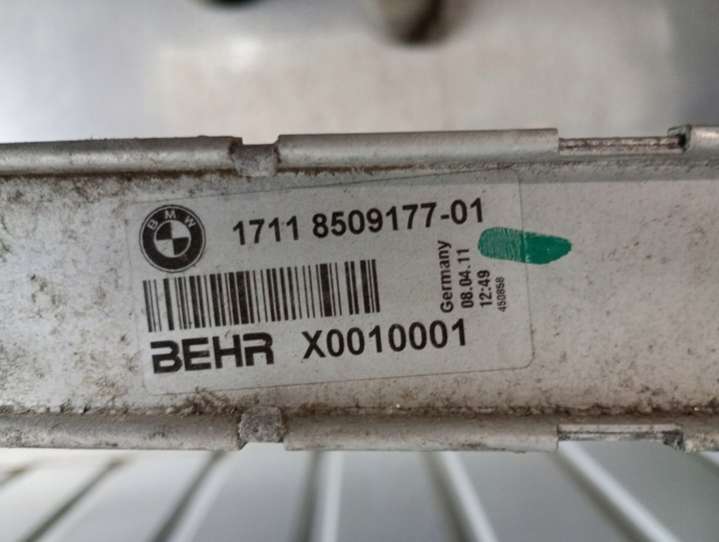 BMW
1711 8509177-01
Germany
08.04.11
12:49
450858
BEHR X0010001